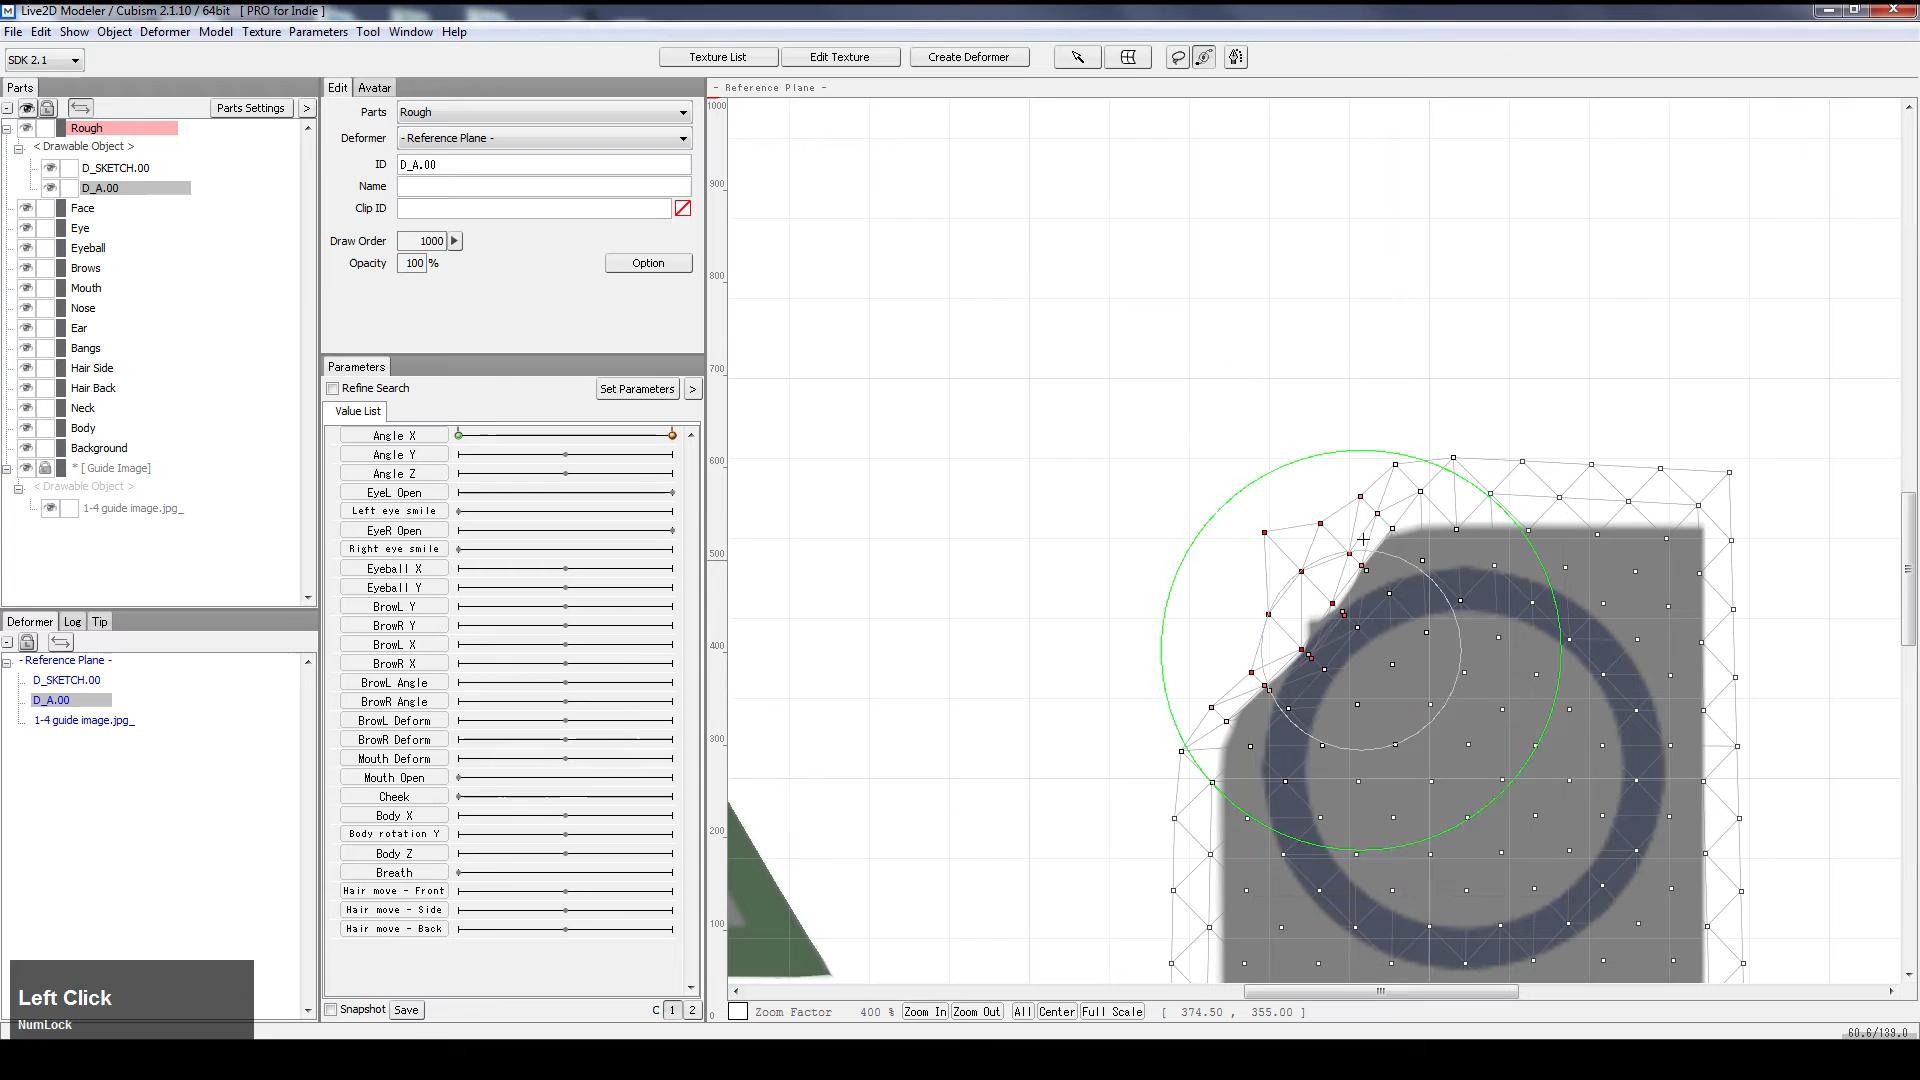 Live2D Modeler / Cubism 2.1.10 / 64bit   [ PRO for Indie ]
File Edit Show Object Deformer Model Texture Parameters Tool Window Help
SDK 2.1
Texture List Edit Texture Create Deformer
Parts
Parts Settings >
Rough
< Drawable Object >
D_SKETCH.00
D_A.00
Face
Eye
Eyeball
Brows
Mouth
Nose
Ear
Bangs
Hair Side
Hair Back
Neck
Body
Background
* [ Guide Image]
< Drawable Object >
1-4 guide image.jpg_
Deformer Log Tip
- Reference Plane -
D_SKETCH.00
D_A.00
1-4 guide image.jpg_
Left Click
NumLock
Edit Avatar
Parts Rough
Deformer - Reference Plane -
ID D_A.00
Name
Clip ID
Draw Order 1000
Opacity 100 % Option
Parameters
Refine Search Set Parameters >
Value List
Angle X
Angle Y
Angle Z
EyeL Open
Left eye smile
EyeR Open
Right eye smile
Eyeball X
Eyeball Y
BrowL Y
BrowR Y
BrowL X
BrowR X
BrowL Angle
BrowR Angle
BrowL Deform
BrowR Deform
Mouth Deform
Mouth Open
Cheek
Body X
Body rotation Y
Body Z
Breath
Hair move - Front
Hair move - Side
Hair move - Back
Snapshot Save C 1 2
- Reference Plane -
1000
900
800
700
600
500
400
300
200
100
0
Zoom Factor 400 % Zoom In Zoom Out All Center Full Scale [ 374.50 , 355.00 ]
60.6/139.0